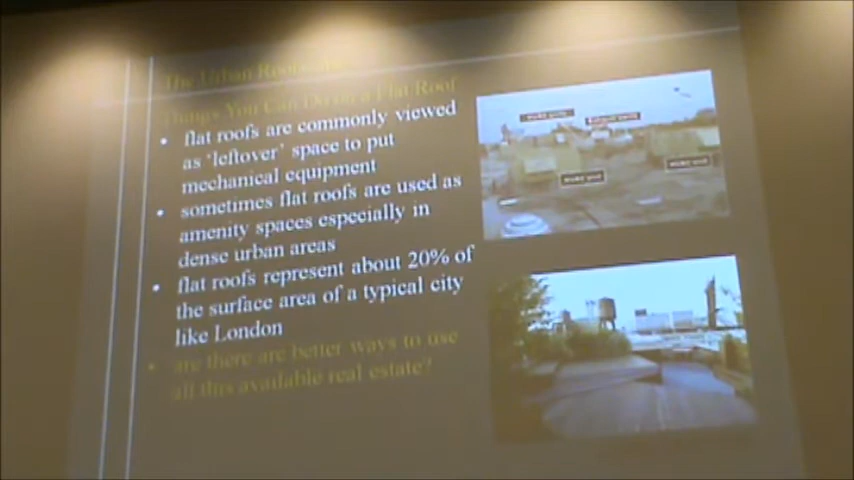 The Urban Roof
Things You Can Do on a Flat Roof
• flat roofs are commonly viewed
as ‘leftover’ space to put
mechanical equipment
• sometimes flat roofs are used as
amenity spaces especially in
dense urban areas
• flat roofs represent about 20% of
the surface area of a typical city
like London
• are there are better ways to use
all this available real estate?